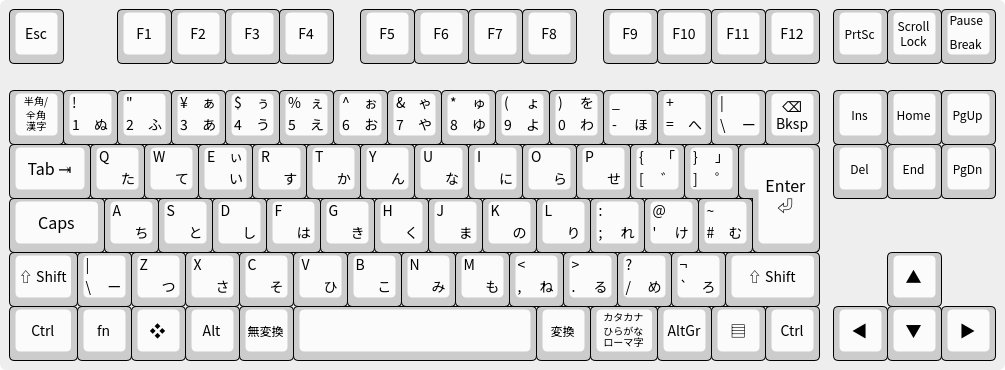 Esc F1 F2 F3 F4 F5 F6 F7 F8 F9 F10 F11 F12 PrtSc Scroll Lock Pause Break
半角/全角 漢字 ! 1 ぬ " 2 ふ ¥ ぁ 3 あ $ ぅ 4 う % ぇ 5 え ^ ぉ 6 お & ゃ 7 や * ゅ 8 ゆ ( ょ 9 よ ) を 0 わ _ - ほ + = へ | \ ー ⌫ Bksp Ins Home PgUp
Tab ⇥ Q た W て E ぃ い R す T か Y ん U な I に O ら P せ { 「 [ ゛ } 」 ] ゜ Enter ⏎ Del End PgDn
Caps A ち S と D し F は G き H く J ま K の L り : ; れ @ ' け ~ # む
⇧ Shift | \ ー Z つ X さ C そ V ひ B こ N み M も < , ね > . る ? / め ¬ ` ろ ⇧ Shift ▲
Ctrl fn ❖ Alt 無変換 変換 カタカナ ひらがな ローマ字 AltGr ▤ Ctrl ◀ ▼ ▶